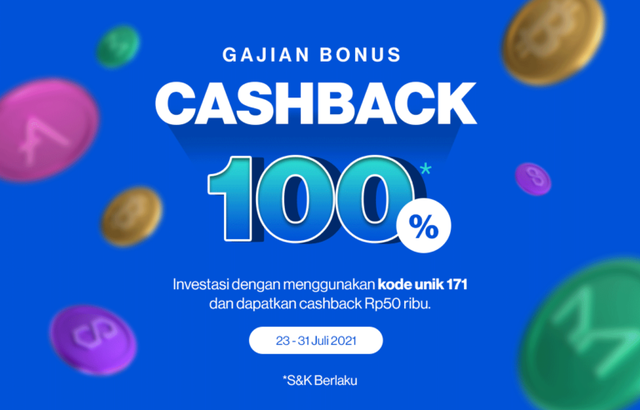 GAJIAN BONUS
CASHBACK
100%*
Investasi dengan menggunakan kode unik 171
dan dapatkan cashback Rp50 ribu.
23 - 31 Juli 2021
*S&K Berlaku